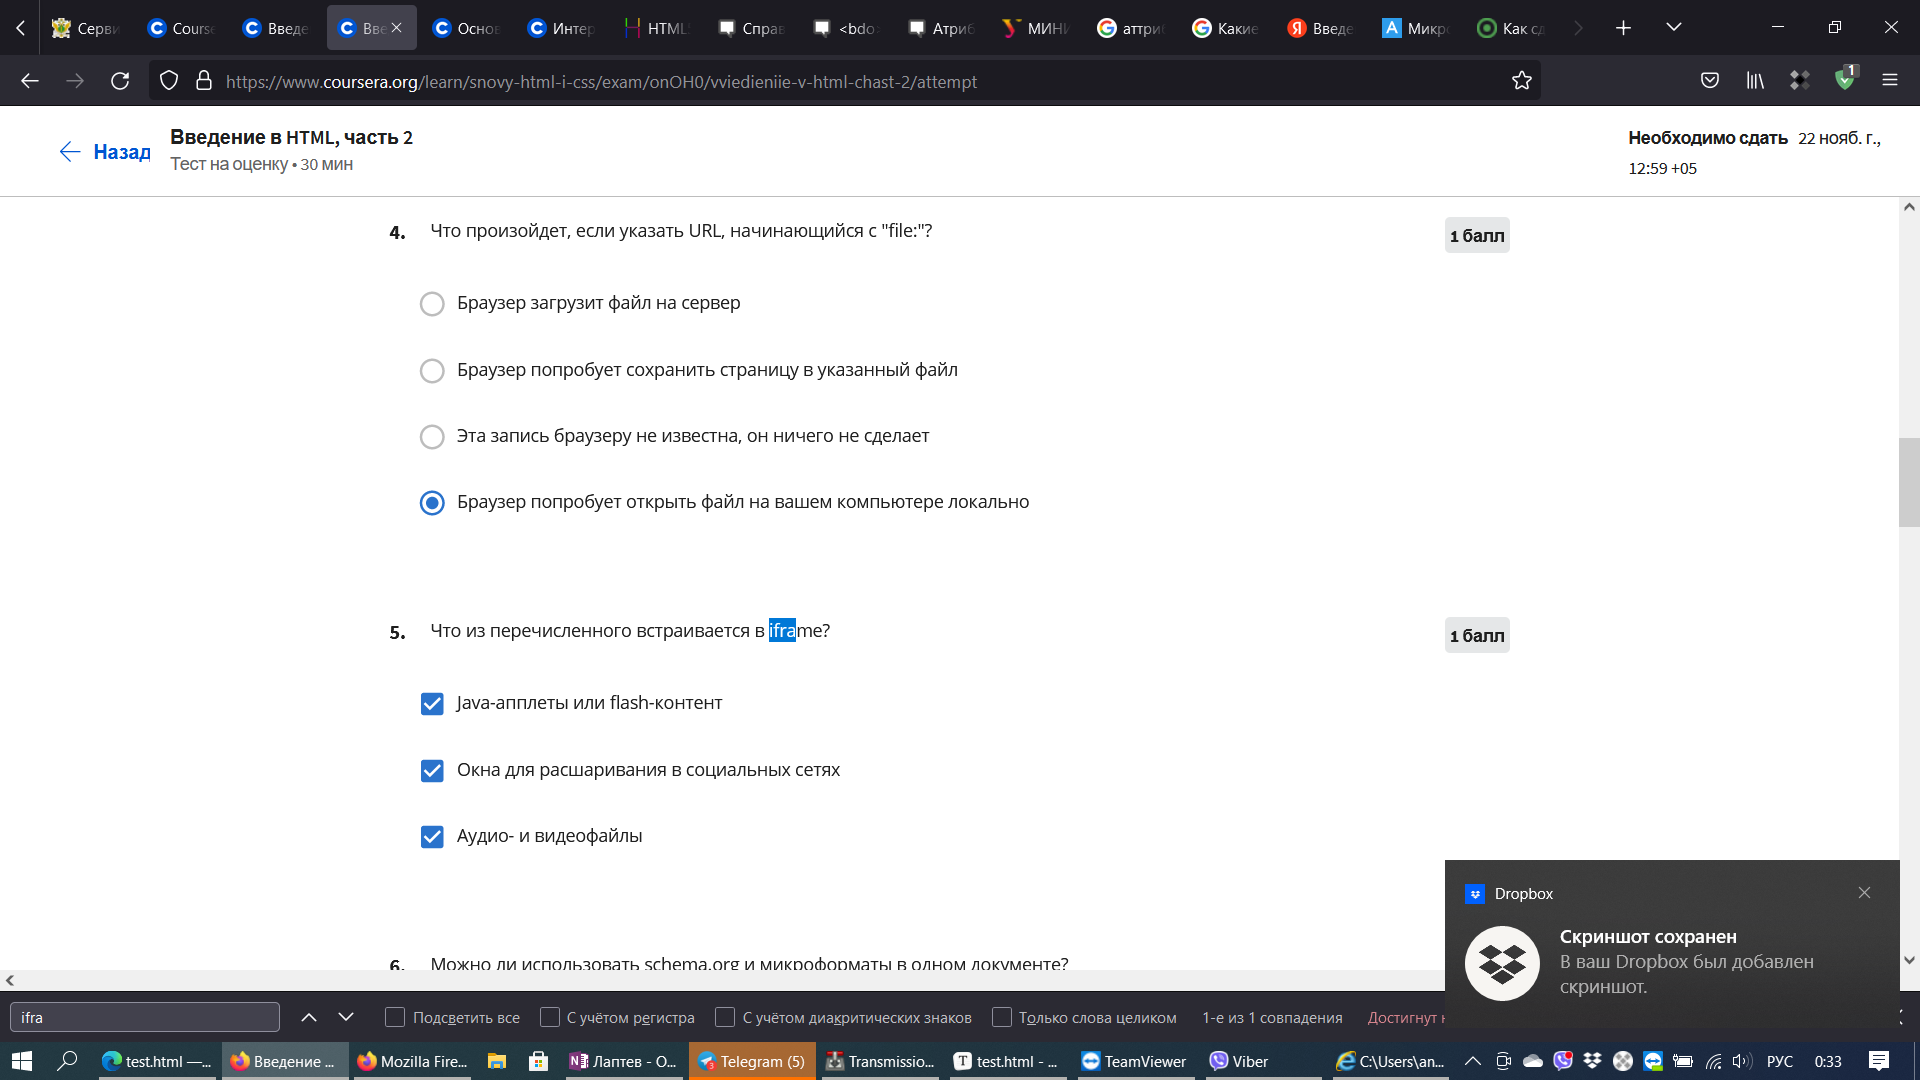 Серви
Course
Введе
Вве
Осно
Интер
HTML
Справ
<bdo>
Атриб
МИНИ
аттри
Какие
Введе
Микро
Как сд
https://www.coursera.org/learn/snovy-html-i-css/exam/onOH0/vviedieniie-v-html-chast-2/attempt
1
Назад
Введение в HTML, часть 2
Тест на оценку • 30 мин
Необходимо сдать 22 нояб. г.,
12:59 +05
4. Что произойдет, если указать URL, начинающийся с "file:"?
1 балл
Браузер загрузит файл на сервер
Браузер попробует сохранить страницу в указанный файл
Эта запись браузеру не известна, он ничего не сделает
Браузер попробует открыть файл на вашем компьютере локально
5. Что из перечисленного встраивается в iframe?
1 балл
Java-апплеты или flash-контент
Окна для расшаривания в социальных сетях
Аудио- и видеофайлы
6. Можно ли использовать schema.org и микроформаты в одном документе?
Dropbox
Скриншот сохранен
В ваш Dropbox был добавлен
скриншот.
ifra
Подсветить все
С учётом регистра
С учётом диакритических знаков
Только слова целиком
1-е из 1 совпадения
Достигнут
test.html —...
Введение ...
Mozilla Fire...
Лаптев - О...
Telegram (5)
Transmissio...
test.html - ...
TeamViewer
Viber
C:\Users\an...
РУС
0:33